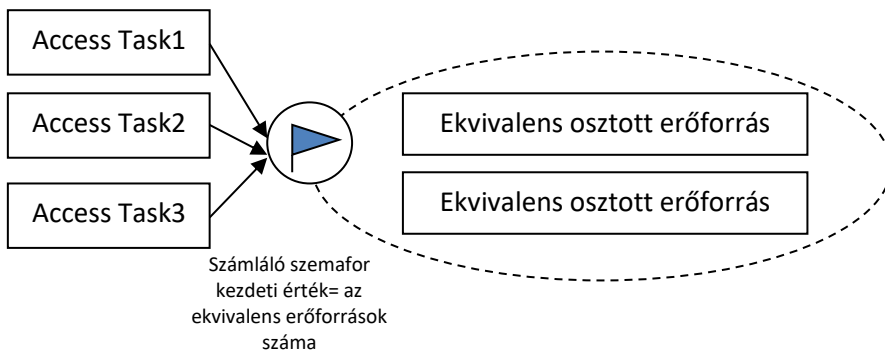 Access Task1
Access Task2
Access Task3
Ekvivalens osztott erőforrás
Ekvivalens osztott erőforrás
Számláló szemafor
kezdeti érték= az
ekvivalens erőforrások
száma